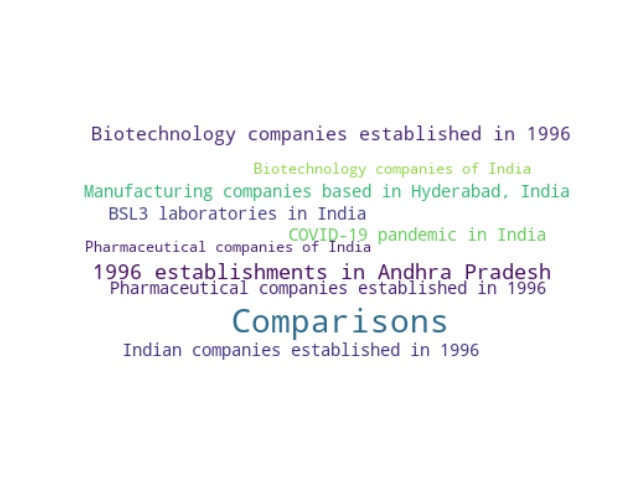 Biotechnology companies established in 1996
Biotechnology companies of India
Manufacturing companies based in Hyderabad, India
BSL3 laboratories in India
COVID-19 pandemic in India
Pharmaceutical companies of India
1996 establishments in Andhra Pradesh
Pharmaceutical companies established in 1996
Comparisons
Indian companies established in 1996